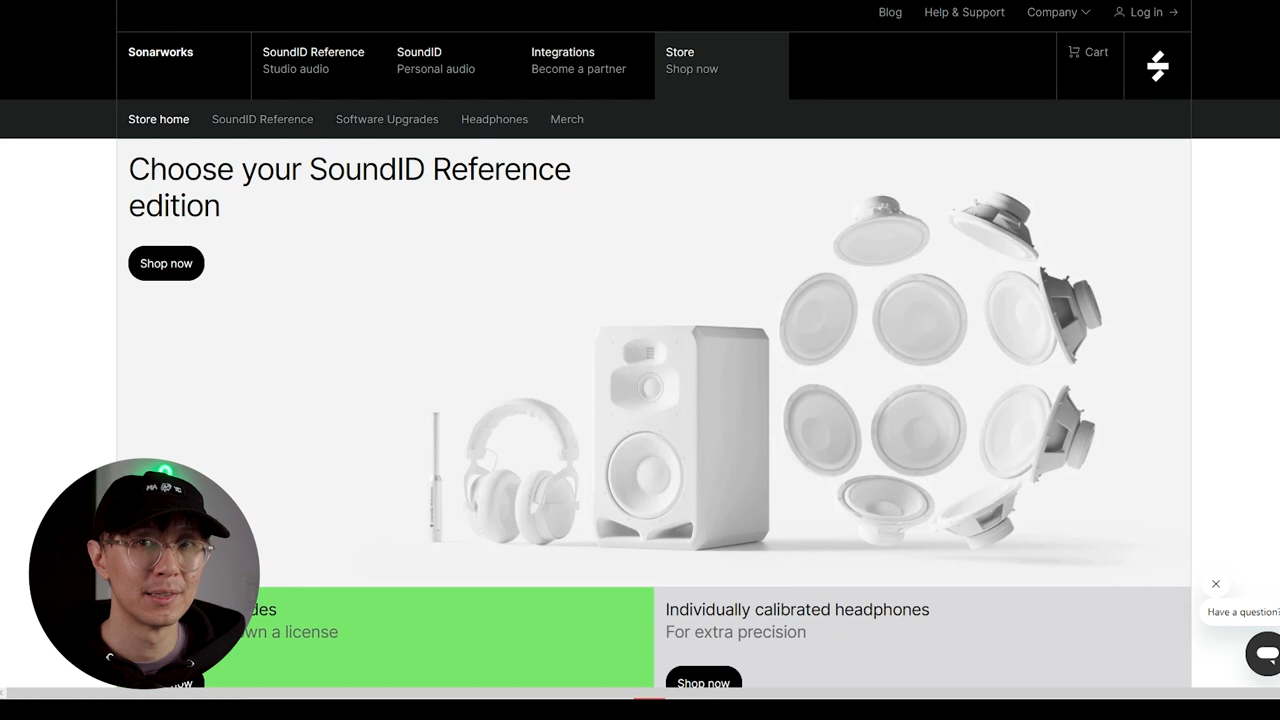 Blog Help & Support Company Log in
Sonarworks
SoundID Reference
Studio audio
SoundID
Personal audio
Integrations
Become a partner
Store
Shop now
Cart
Store home SoundID Reference Software Upgrades Headphones Merch
Choose your SoundID Reference
edition
Shop now
Individually calibrated headphones
For extra precision
Shop now
a license
Have a question?